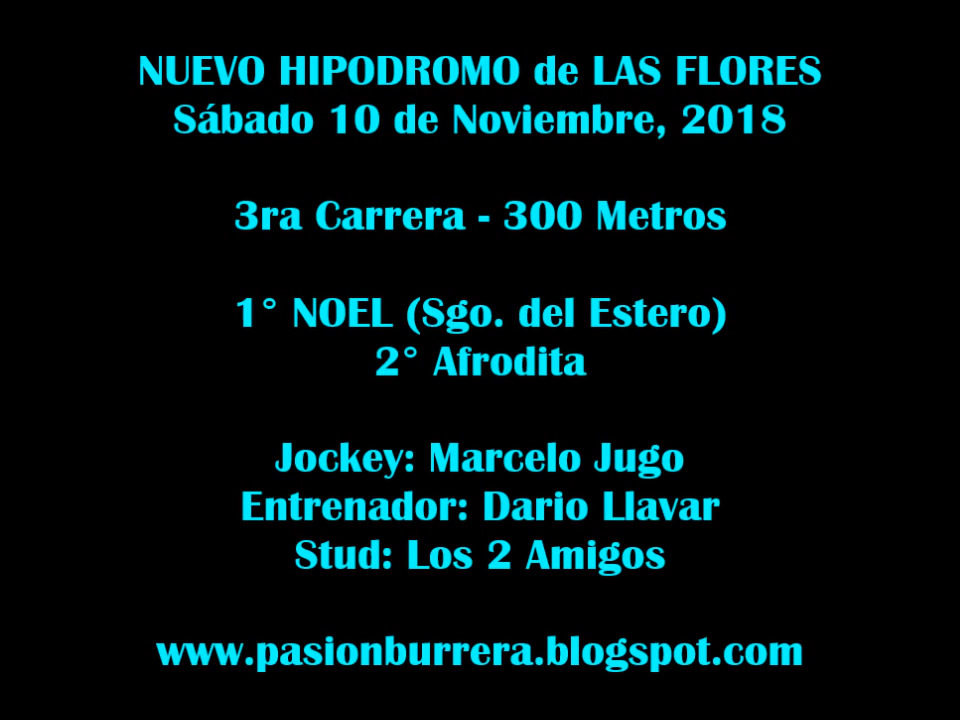 NUEVO HIPODROMO de LAS FLORES
Sábado 10 de Noviembre, 2018
3ra Carrera - 300 Metros
1° NOEL (Sgo. del Estero)
2° Afrodita
Jockey: Marcelo Jugo
Entrenador: Dario Llavar
Stud: Los 2 Amigos
www.pasionburrera.blogspot.com